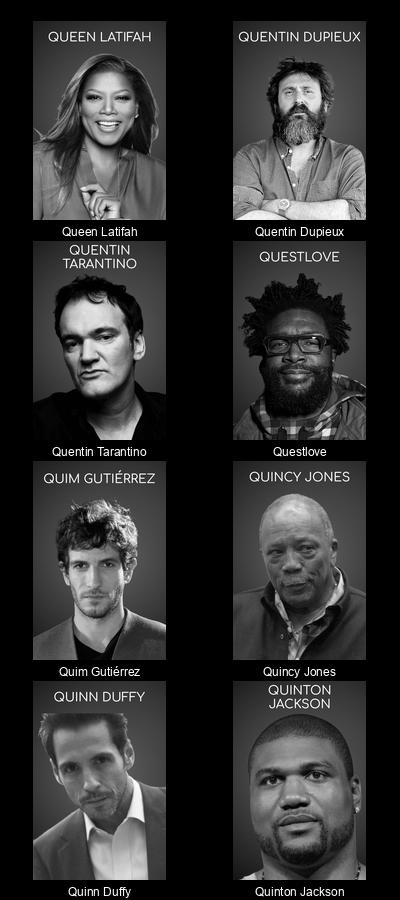 QUEEN LATIFAH
QUENTIN DUPIEUX
Queen Latifah
Quentin Dupieux
QUENTIN
TARANTINO
QUESTLOVE
Quentin Tarantino
Questlove
QUIM GUTIÉRREZ
QUINCY JONES
Quim Gutiérrez
Quincy Jones
QUINN DUFFY
QUINTON
JACKSON
Quinn Duffy
Quinton Jackson